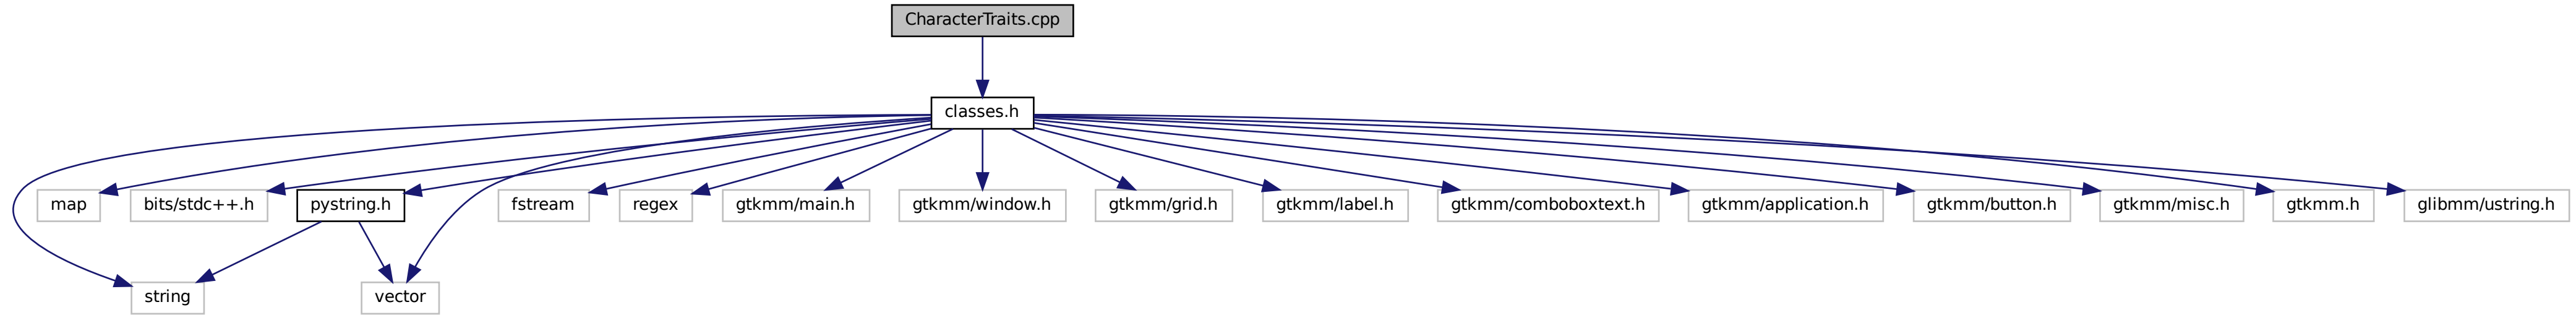 CharacterTraits.cpp
classes.h
map
bits/stdc++.h
pystring.h
fstream
regex
gtkmm/main.h
gtkmm/window.h
gtkmm/grid.h
gtkmm/label.h
gtkmm/comboboxtext.h
gtkmm/application.h
gtkmm/button.h
gtkmm/misc.h
gtkmm.h
glibmm/ustring.h
string
vector